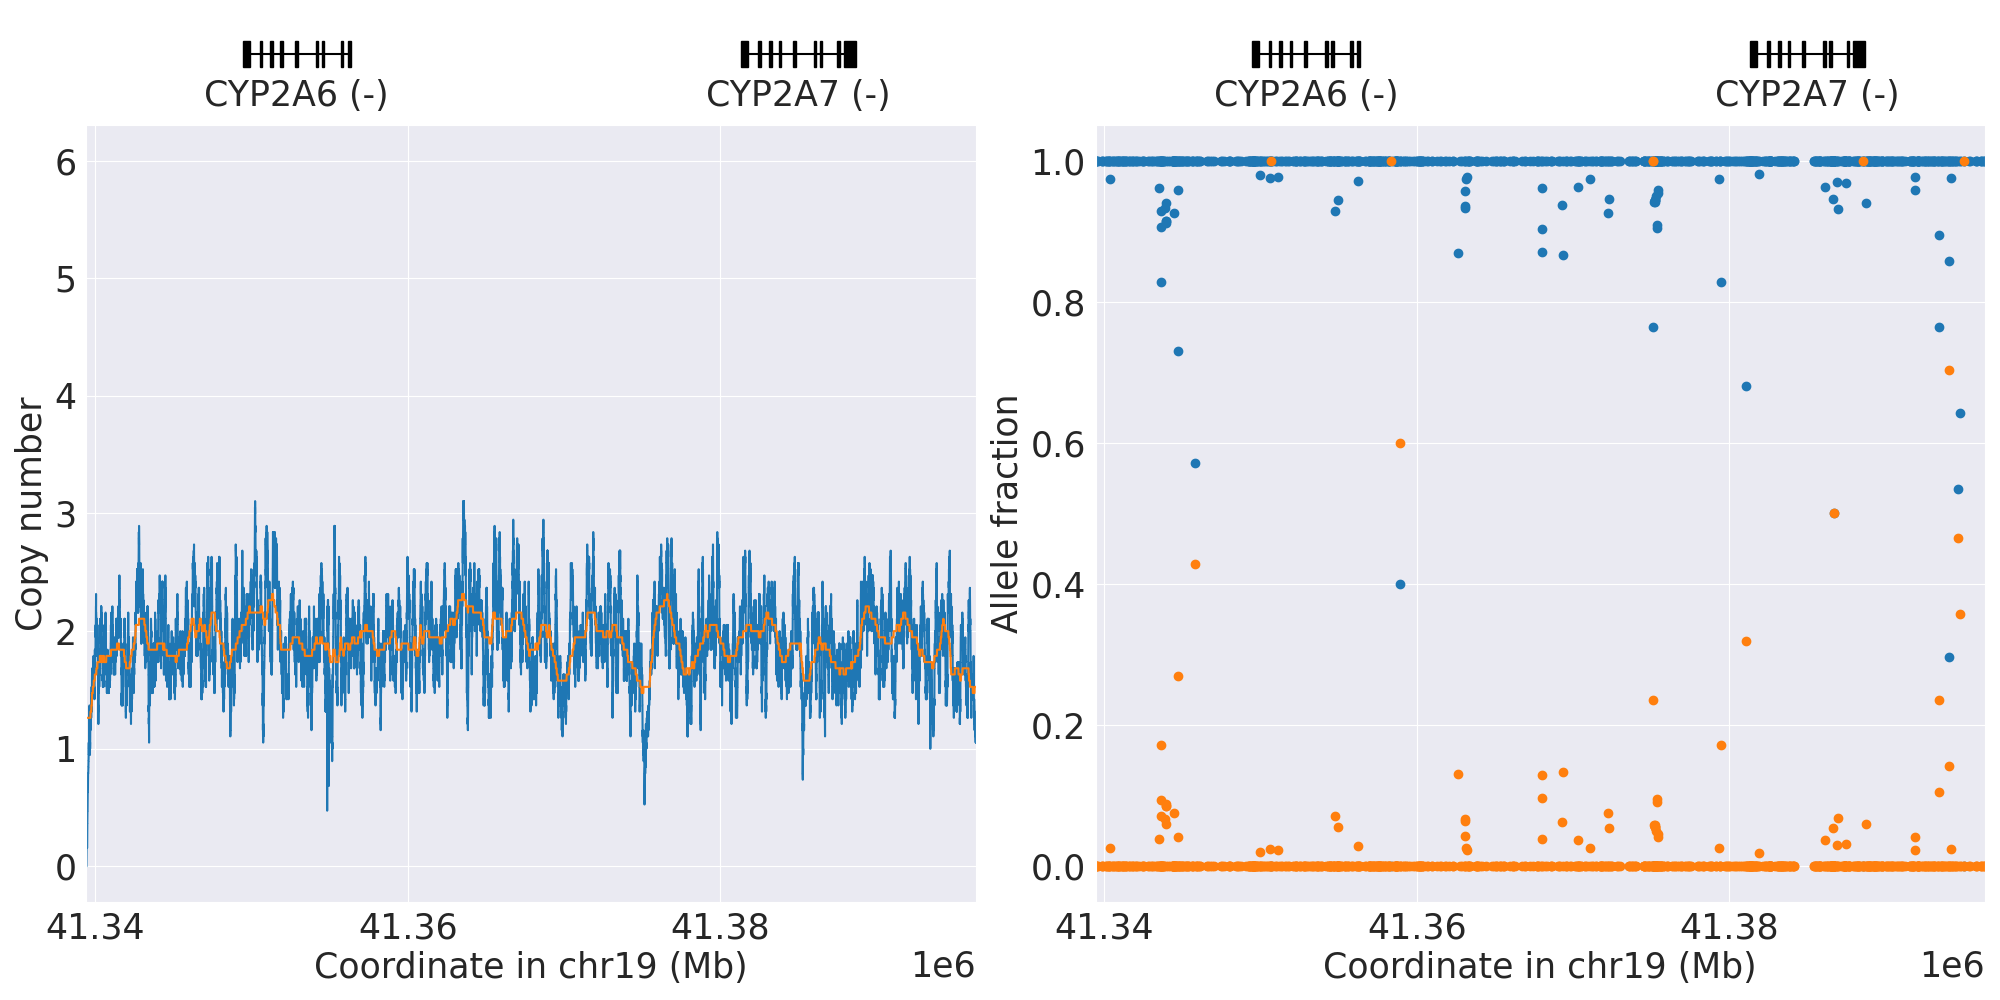 CYP2A6 (-)
CYP2A7 (-)
6
5
4
3
2
1
0
Copy number
41.34
41.36
41.38
Coordinate in chr19 (Mb)
1e6
CYP2A6 (-)
CYP2A7 (-)
1.0
0.8
0.6
0.4
0.2
0.0
Allele fraction
41.34
41.36
41.38
Coordinate in chr19 (Mb)
1e6